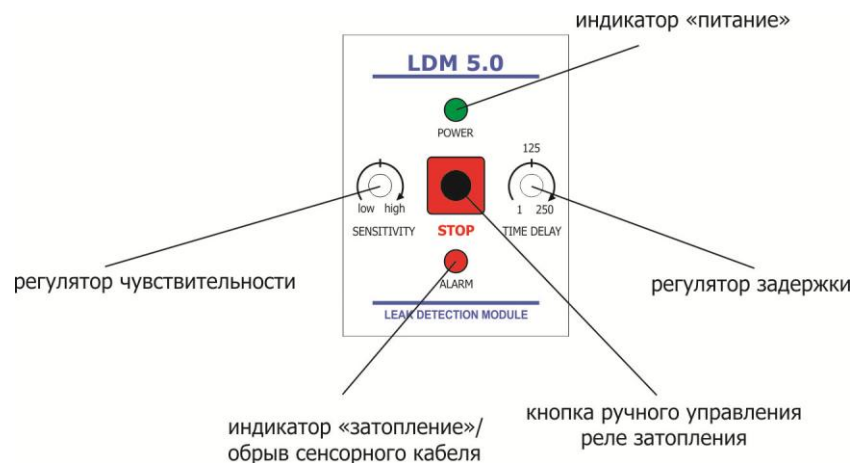 индикатор «питание»
LDM 5.0
POWER
125
low high
1 250
SENSITIVITY
STOP
TIME DELAY
регулятор чувствительности
регулятор задержки
ALARM
LEAK DETECTION MODULE
кнопка ручного управления
реле затопления
индикатор «затопление»/
обрыв сенсорного кабеля